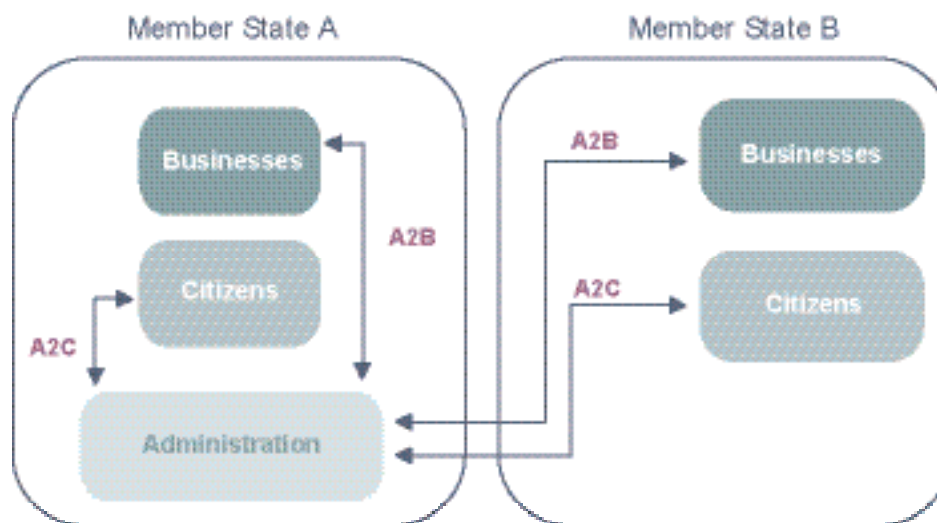 Member State A
Member State B
Businesses
A2B
Citizens
A2C
Administration
A2B
Businesses
A2C
Citizens